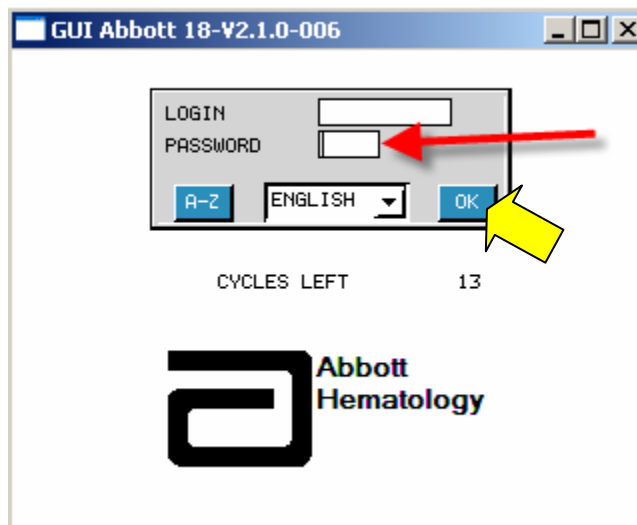 GUI Abbott 18-V2.1.0-006
LOGIN
PASSWORD
A-Z ENGLISH OK
CYCLES LEFT 13
Abbott
Hematology